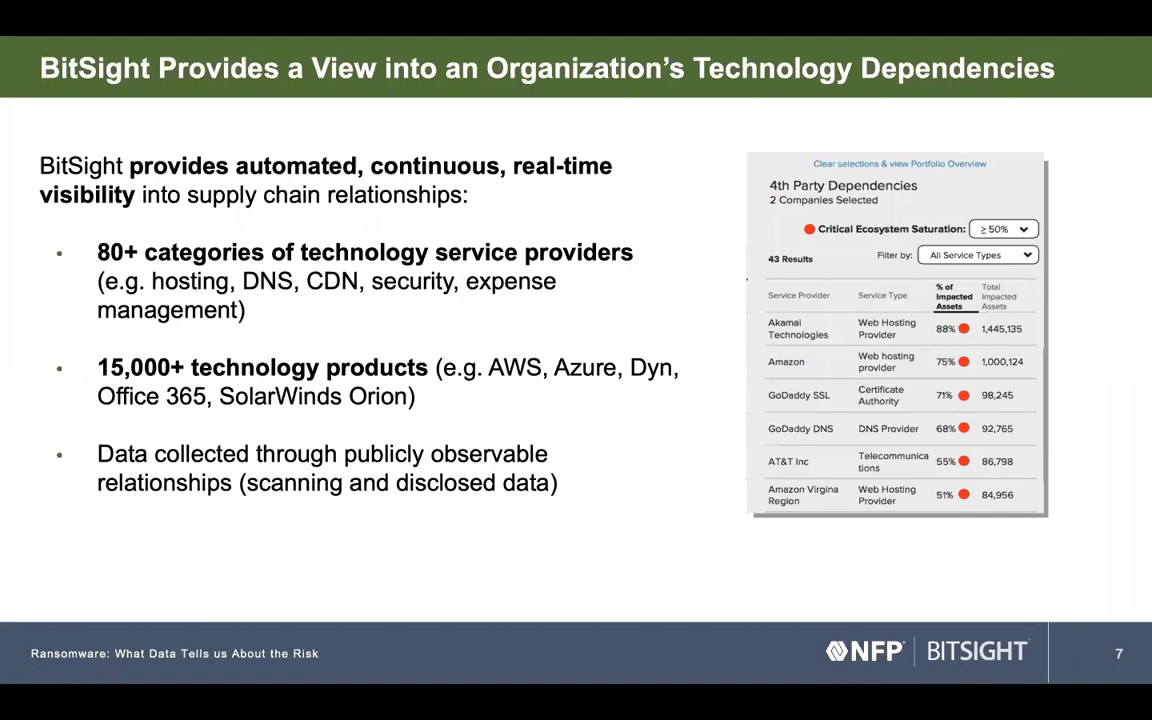 BitSight Provides a View into an Organization's Technology Dependencies
BitSight provides automated, continuous, real-time
visibility into supply chain relationships:
• 80+ categories of technology service providers
(e.g. hosting, DNS, CDN, security, expense
management)
• 15,000+ technology products (e.g. AWS, Azure, Dyn,
Office 365, SolarWinds Orion)
• Data collected through publicly observable
relationships (scanning and disclosed data)
Clear selections & view Portfolio Overview
4th Party Dependencies
2 Companies Selected
Critical Ecosystem Saturation: ≥ 50%
43 Results Filter by: All Service Types
Service Provider Service Type % of Impacted Assets Total Impacted Assets
Akamai Technologies Web Hosting Provider 88% 1,445,135
Amazon Web hosting provider 75% 1,000,124
GoDaddy SSL Certificate Authority 71% 98,245
GoDaddy DNS DNS Provider 68% 92,765
AT&T Inc Telecommunications 55% 86,798
Amazon Virgina Region Web Hosting Provider 51% 84,956
Ransomware: What Data Tells us About the Risk
NFP BITSIGHT
7